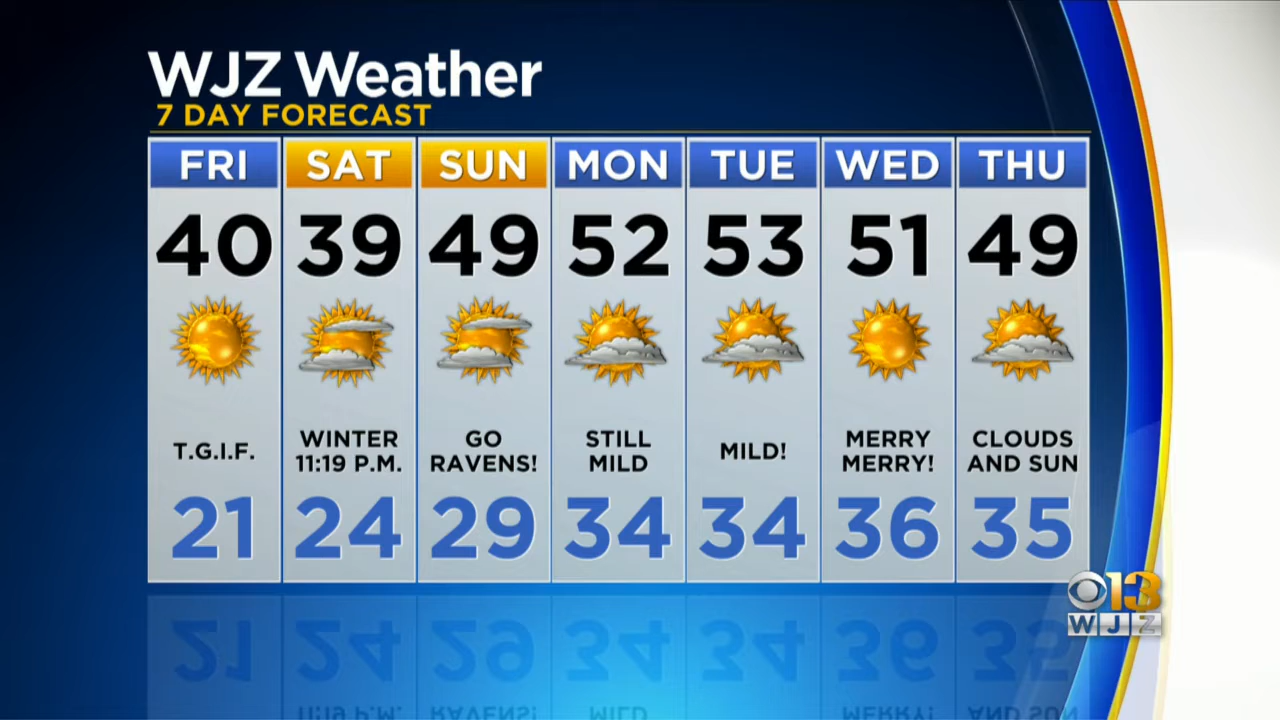 WJZ Weather
7 DAY FORECAST
FRI SAT SUN MON TUE WED THU
40 39 49 52 53 51 49
T.G.I.F.
WINTER
11:19 P.M.
GO
RAVENS!
STILL
MILD
MILD!
MERRY
MERRY!
CLOUDS
AND SUN
21 24 29 34 34 36 35
13
WJZ